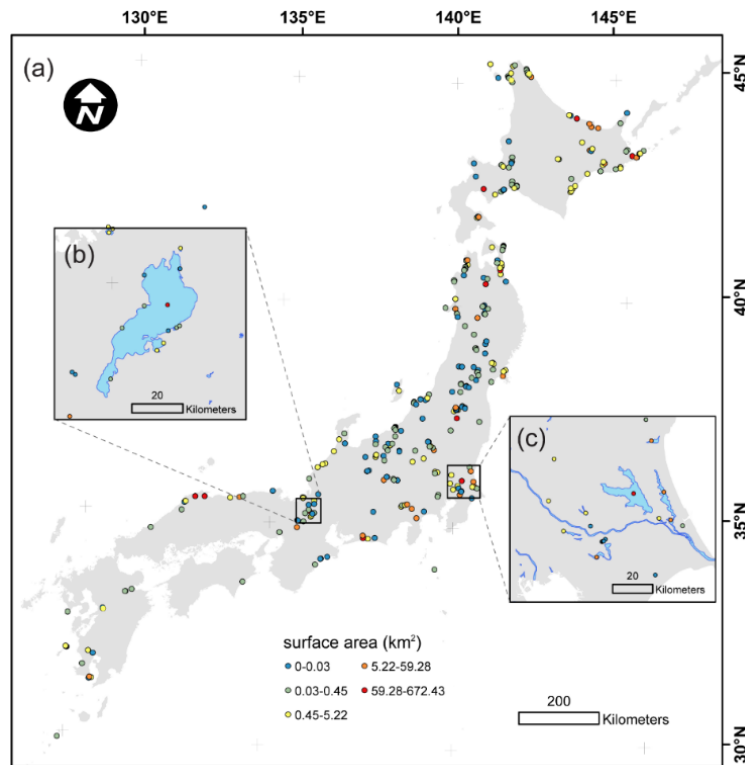 130°E 135°E 140°E 145°E
(a)
45°N
N
(b)
40°N
20
Kilometers
(c)
35°N
20
Kilometers
surface area (km²)
0-0.03 5.22-59.28
0.03-0.45 59.28-672.43
0.45-5.22
200
Kilometers
30°N